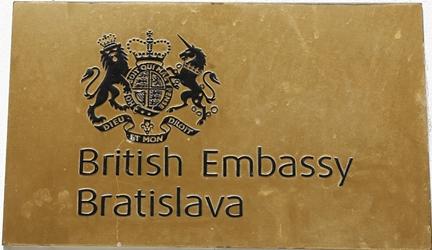 DIEU ET MON DROIT
British Embassy
Bratislava